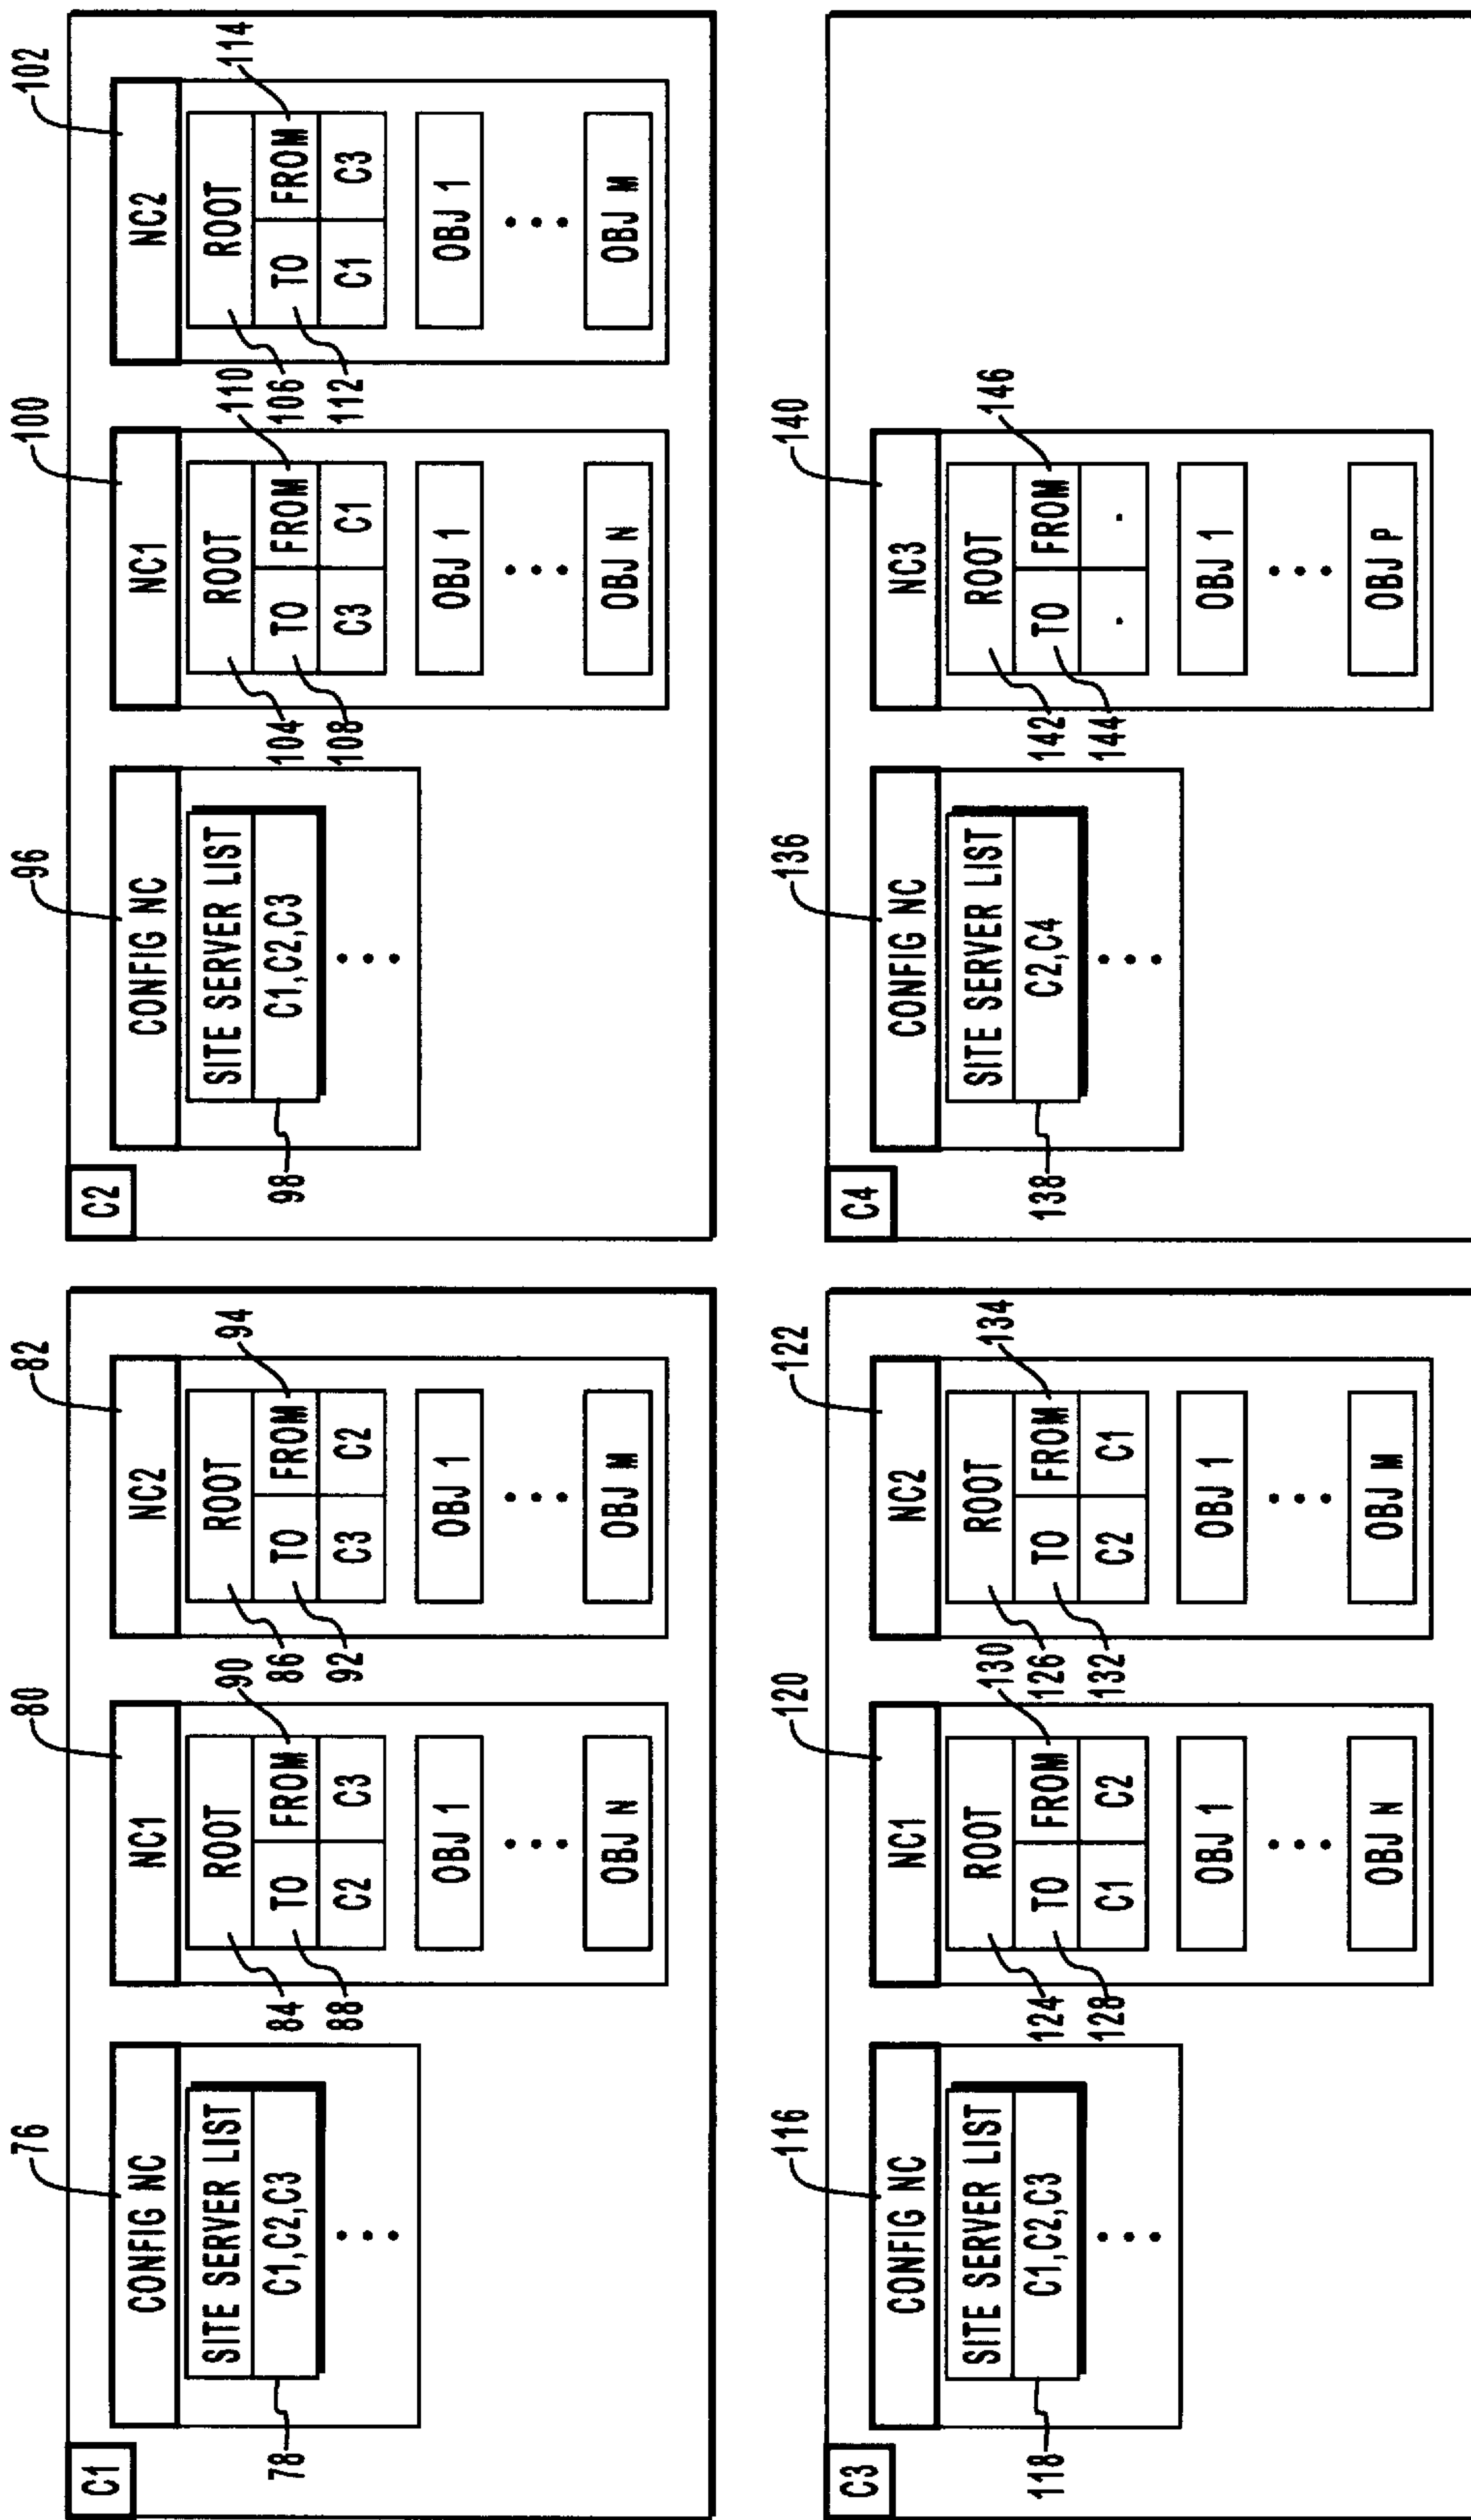 C1
76
80
82
CONFIG NC
NC1
NC2
SITE SERVER LIST
C1,C2,C3
78
ROOT
TO FROM
C2 C3
84
88
90
OBJ 1
OBJ N
ROOT
TO FROM
C3 C2
86
92
94
OBJ 1
OBJ M
C2
96
100
102
CONFIG NC
NC1
NC2
SITE SERVER LIST
C1,C2,C3
98
ROOT
TO FROM
C3 C1
104
108
110
OBJ 1
OBJ N
ROOT
TO FROM
C1 C3
106
112
114
OBJ 1
OBJ M
C3
116
120
122
CONFIG NC
NC1
NC2
SITE SERVER LIST
C1,C2,C3
118
ROOT
TO FROM
C1 C2
124
128
130
OBJ 1
OBJ N
ROOT
TO FROM
C2 C1
126
132
134
OBJ 1
OBJ M
C4
136
140
CONFIG NC
NC3
SITE SERVER LIST
C2,C4
138
ROOT
TO FROM
. .
142
144
146
OBJ 1
OBJ P